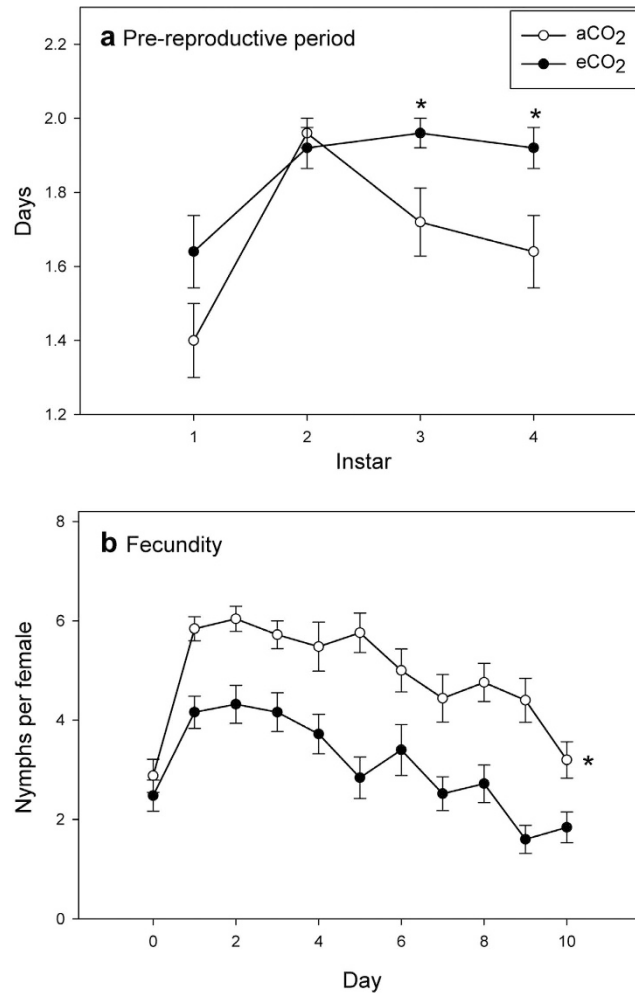 a Pre-reproductive period
aCO2
eCO2
2.2
2.0
1.8
1.6
1.4
1.2
Days
* *
1 2 3 4
Instar
b Fecundity
8
6
4
2
0
Nymphs per female
*
0 2 4 6 8 10
Day